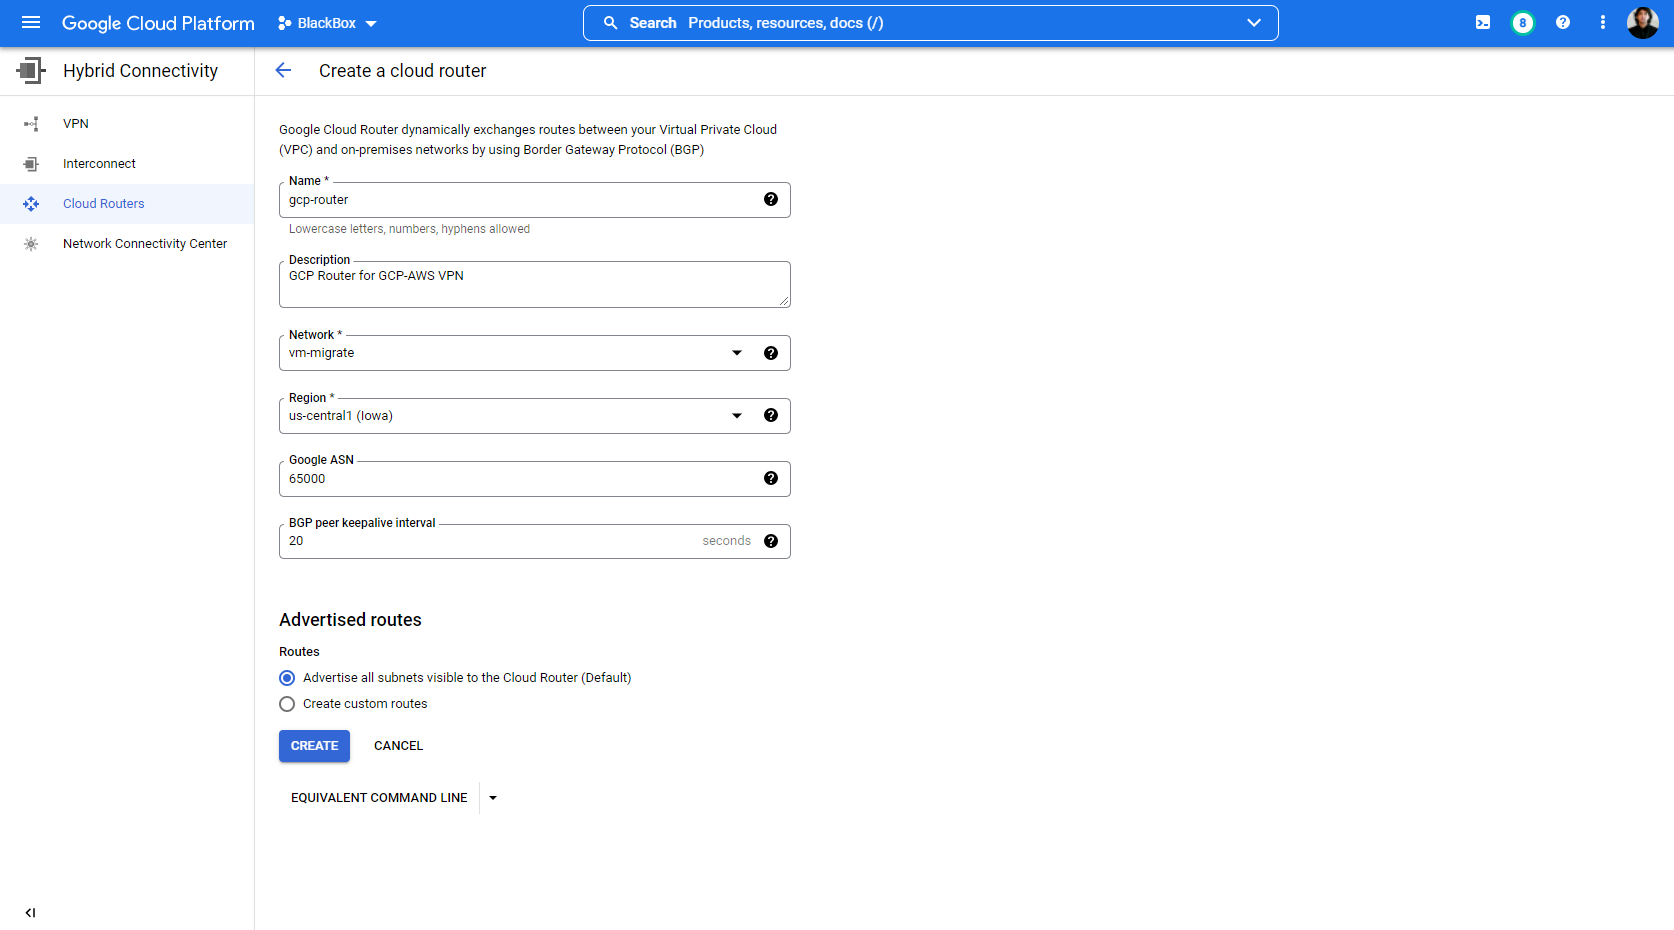 Google Cloud Platform
BlackBox
Search Products, resources, docs (/)
8
Hybrid Connectivity
Create a cloud router
VPN
Interconnect
Cloud Routers
Network Connectivity Center
Google Cloud Router dynamically exchanges routes between your Virtual Private Cloud
(VPC) and on-premises networks by using Border Gateway Protocol (BGP)
Name *
gcp-router
Lowercase letters, numbers, hyphens allowed
Description
GCP Router for GCP-AWS VPN
Network *
vm-migrate
Region *
us-central1 (Iowa)
Google ASN
65000
BGP peer keepalive interval
20 seconds
Advertised routes
Routes
Advertise all subnets visible to the Cloud Router (Default)
Create custom routes
CREATE CANCEL
EQUIVALENT COMMAND LINE